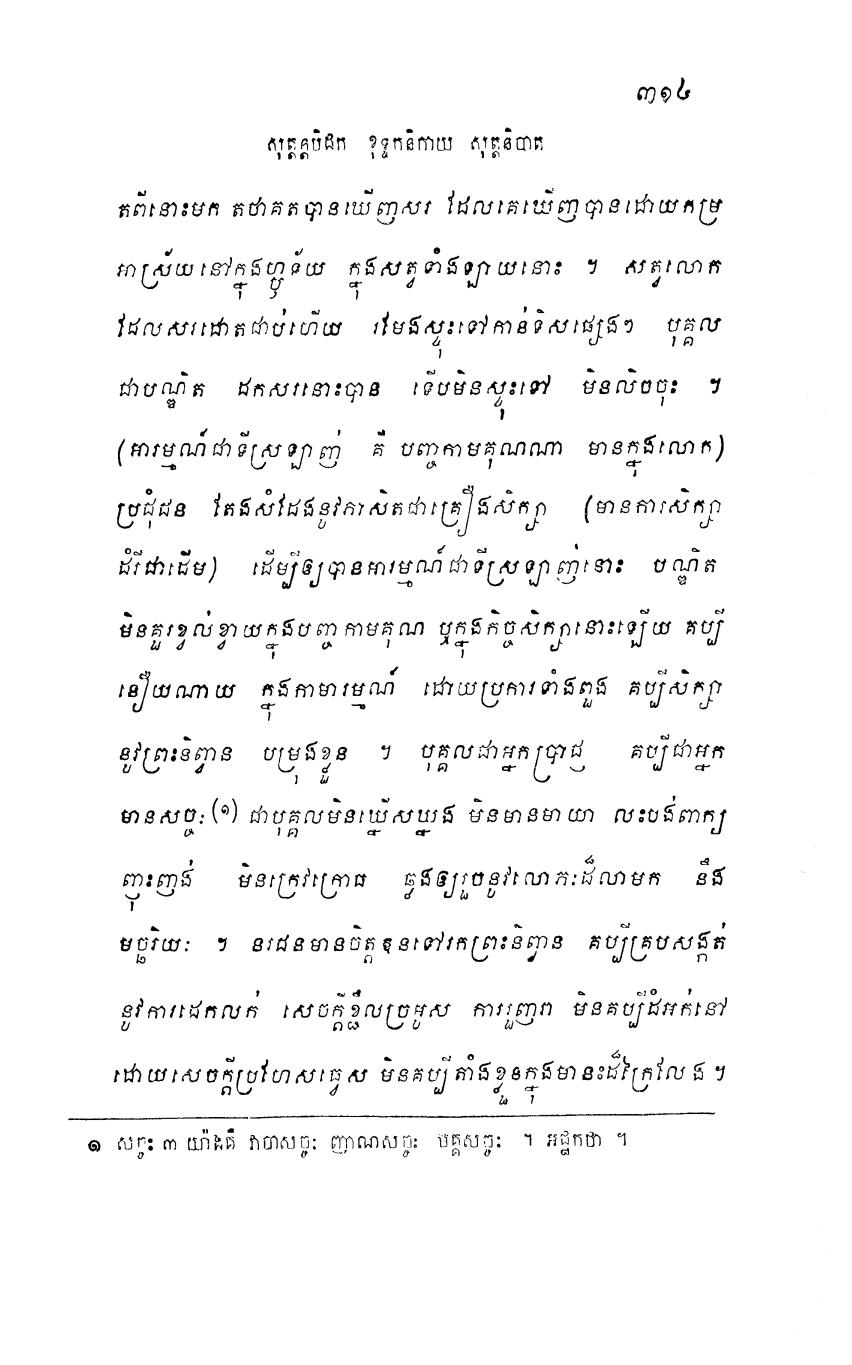 ៣១៤
សុត្តន្តបិដក ខុទ្ទកនិកាយ សុត្តនិបាត
តពីនោះមក តថាគតបានឃើញសរ ដែលគេឃើញបានដោយកម្រ
អាស្រ័យនៅក្នុងហ្ឫទ័យ ក្នុងសត្វទាំងឡាយនោះ ។ សត្វលោក
ដែលសរដោតជាប់ហើយ រមែងស្ទុះទៅកាន់ទិសផ្សេងៗ បុគ្គល
ជាបណ្ឌិត ដកសរនោះបាន ទើបមិនស្ទុះទៅ មិនលិចចុះ ។
(អារម្មណ៍ជាទីស្រឡាញ់ គឺ បញ្ចកាមគុណណា មានក្នុងលោក)
ប្រជុំជន តែងសំដែងនូវការសិតជាគ្រឿងសិក្សា (មានការសិក្សា
ដំរីជាដើម) ដើម្បីឲ្យបានអារម្មណ៍ជាទីស្រឡាញ់នោះ បណ្ឌិត
មិនគួរខ្វល់ខ្វាយក្នុងបញ្ចកាមគុណ ឬក្នុងកិច្ចសិក្សានោះឡើយ គប្បី
នឿយណាយ ក្នុងកាមារម្មណ៍ ដោយប្រការទាំងពួង គប្បីសិក្សា
នូវព្រះនិព្វាន បម្រុងខ្លួន ។ បុគ្គលជាអ្នកប្រាជ្ញ គប្បីជាអ្នក
មានសច្ចៈ(១) ជាបុគ្គលមិនឃ្នើសឃ្នង មិនមានមាយា លះបង់ពាក្យ
ញុះញង់ មិនក្រេវក្រោធ ឆ្លងឲ្យរួចនូវលោភៈដ៏លាមក នឹង
មច្ឆរិយៈ ។ នរជនមានចិត្តឱនទៅរកព្រះនិព្វាន គប្បីគ្របសង្កត់
នូវការដេកលក់ សេចក្តីខ្ជិលច្រអូស ការរួញរា មិនគប្បីដំអក់នៅ
ដោយសេចក្តីប្រហែសធ្វេស មិនគប្បីតាំងខ្លួនក្នុងមានះដ៏ក្រៃលែង ។
១ សច្ចះ ៣ យ៉ាងគឺ វាចាសច្ចៈ ញាណសច្ចៈ មគ្គសច្ចៈ ។ អដ្ឋកថា ។